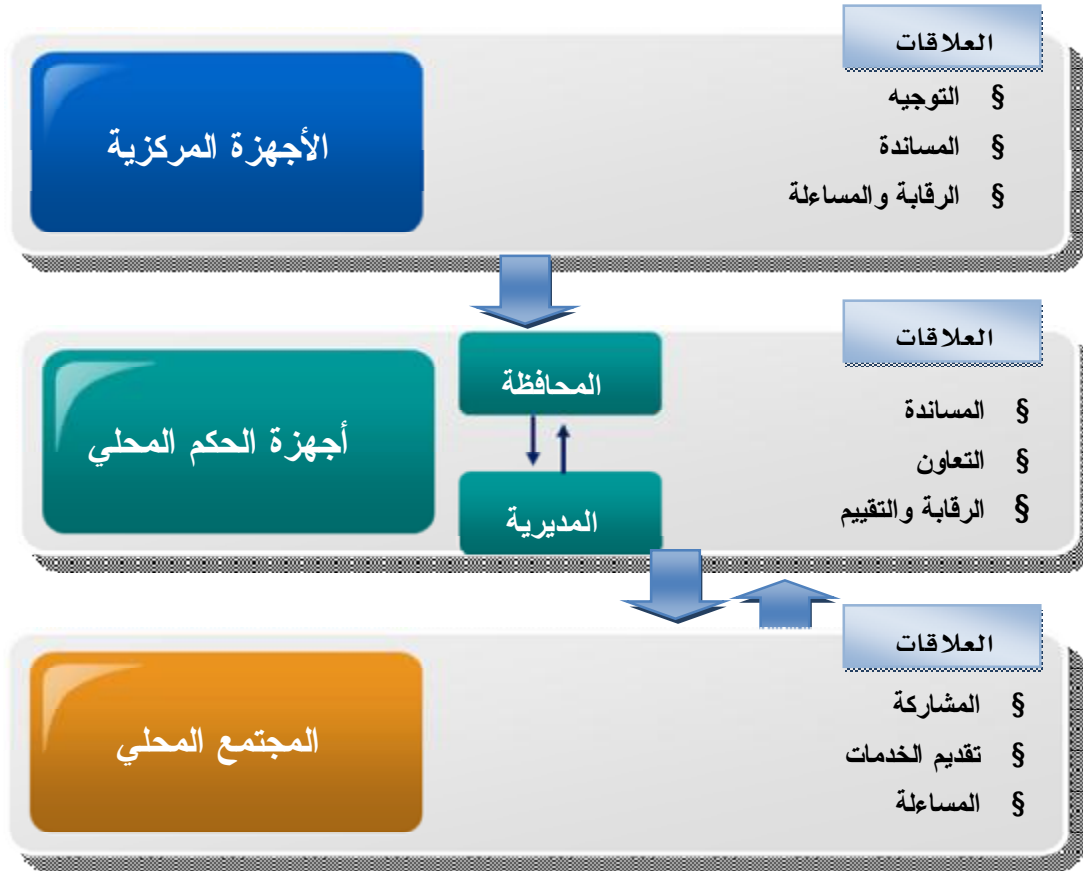 العلاقات
الأجهزة المركزية
§ التوجيه
§ المساندة
§ الرقابة والمساءلة
العلاقات
أجهزة الحكم المحلي
المحافظة
المديرية
§ المساندة
§ التعاون
§ الرقابة والتقييم
العلاقات
المجتمع المحلي
§ المشاركة
§ تقديم الخدمات
§ المساءلة